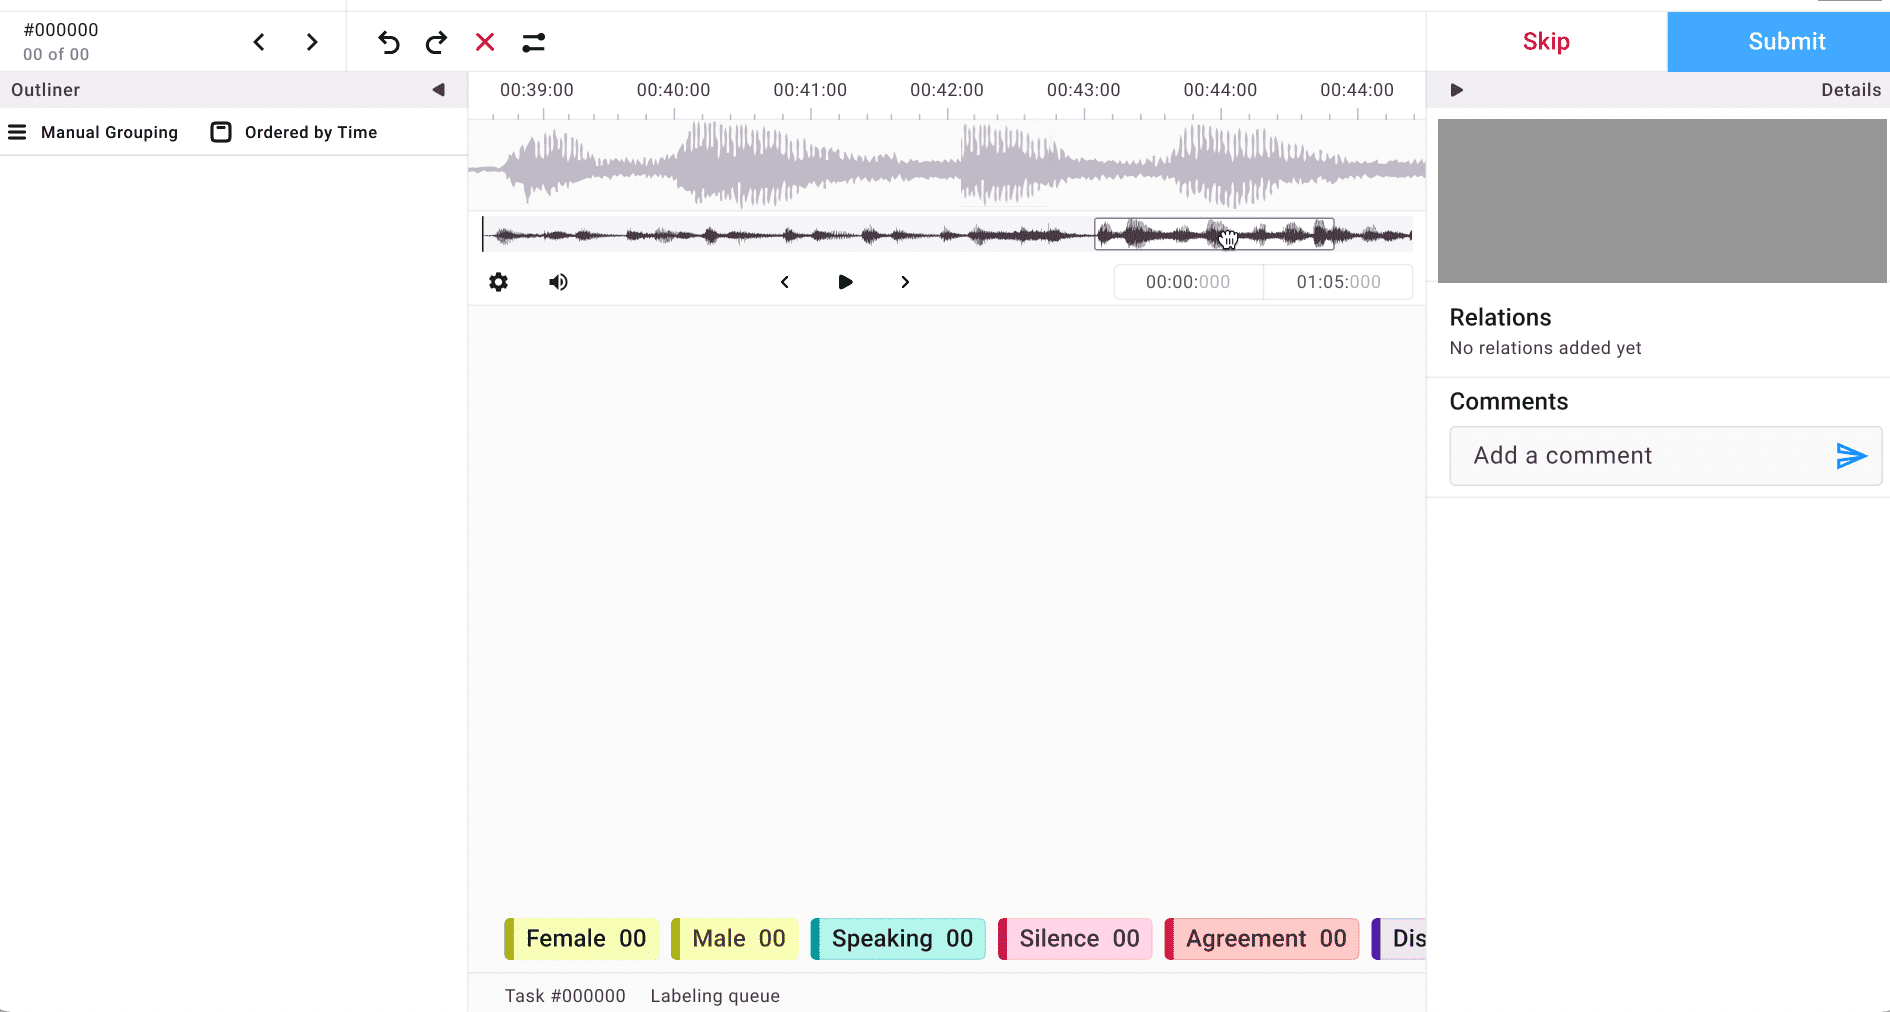 #000000
00 of 00
Skip
Submit
Outliner
00:39:00 00:40:00 00:41:00 00:42:00 00:43:00 00:44:00 00:44:00
Details
Manual Grouping Ordered by Time
00:00:000 01:05:000
Relations
No relations added yet
Comments
Add a comment
Female 00 Male 00 Speaking 00 Silence 00 Agreement 00 Dis
Task #000000 Labeling queue